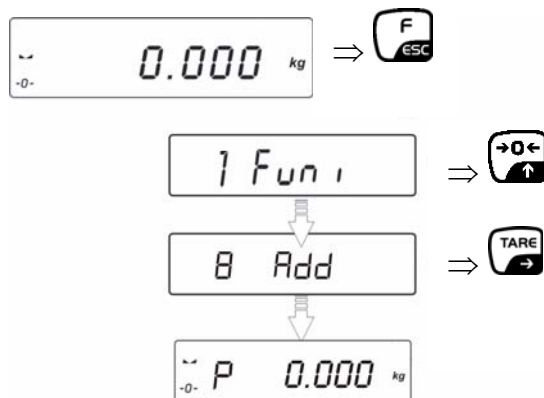 0.000 kg ⇒ F
-0- ESC
1 Funi ⇒ →0←
↑
8 Add ⇒ TARE
→
P 0.000 kg
-0-